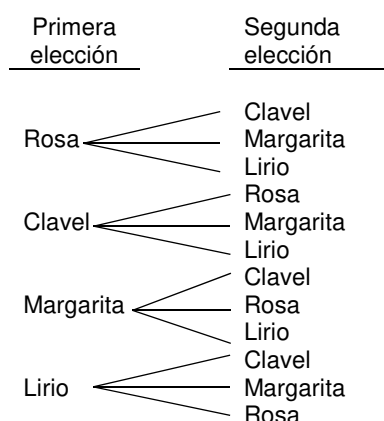 Primera
elección
Segunda
elección
Rosa
Clavel
Margarita
Lirio
Clavel
Rosa
Margarita
Lirio
Margarita
Clavel
Rosa
Lirio
Lirio
Clavel
Margarita
Rosa